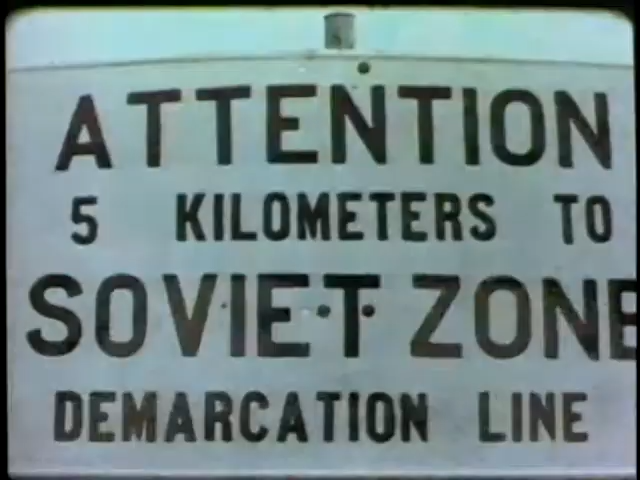 ATTENTION
5 KILOMETERS TO
SOVIET ZONE
DEMARCATION LINE